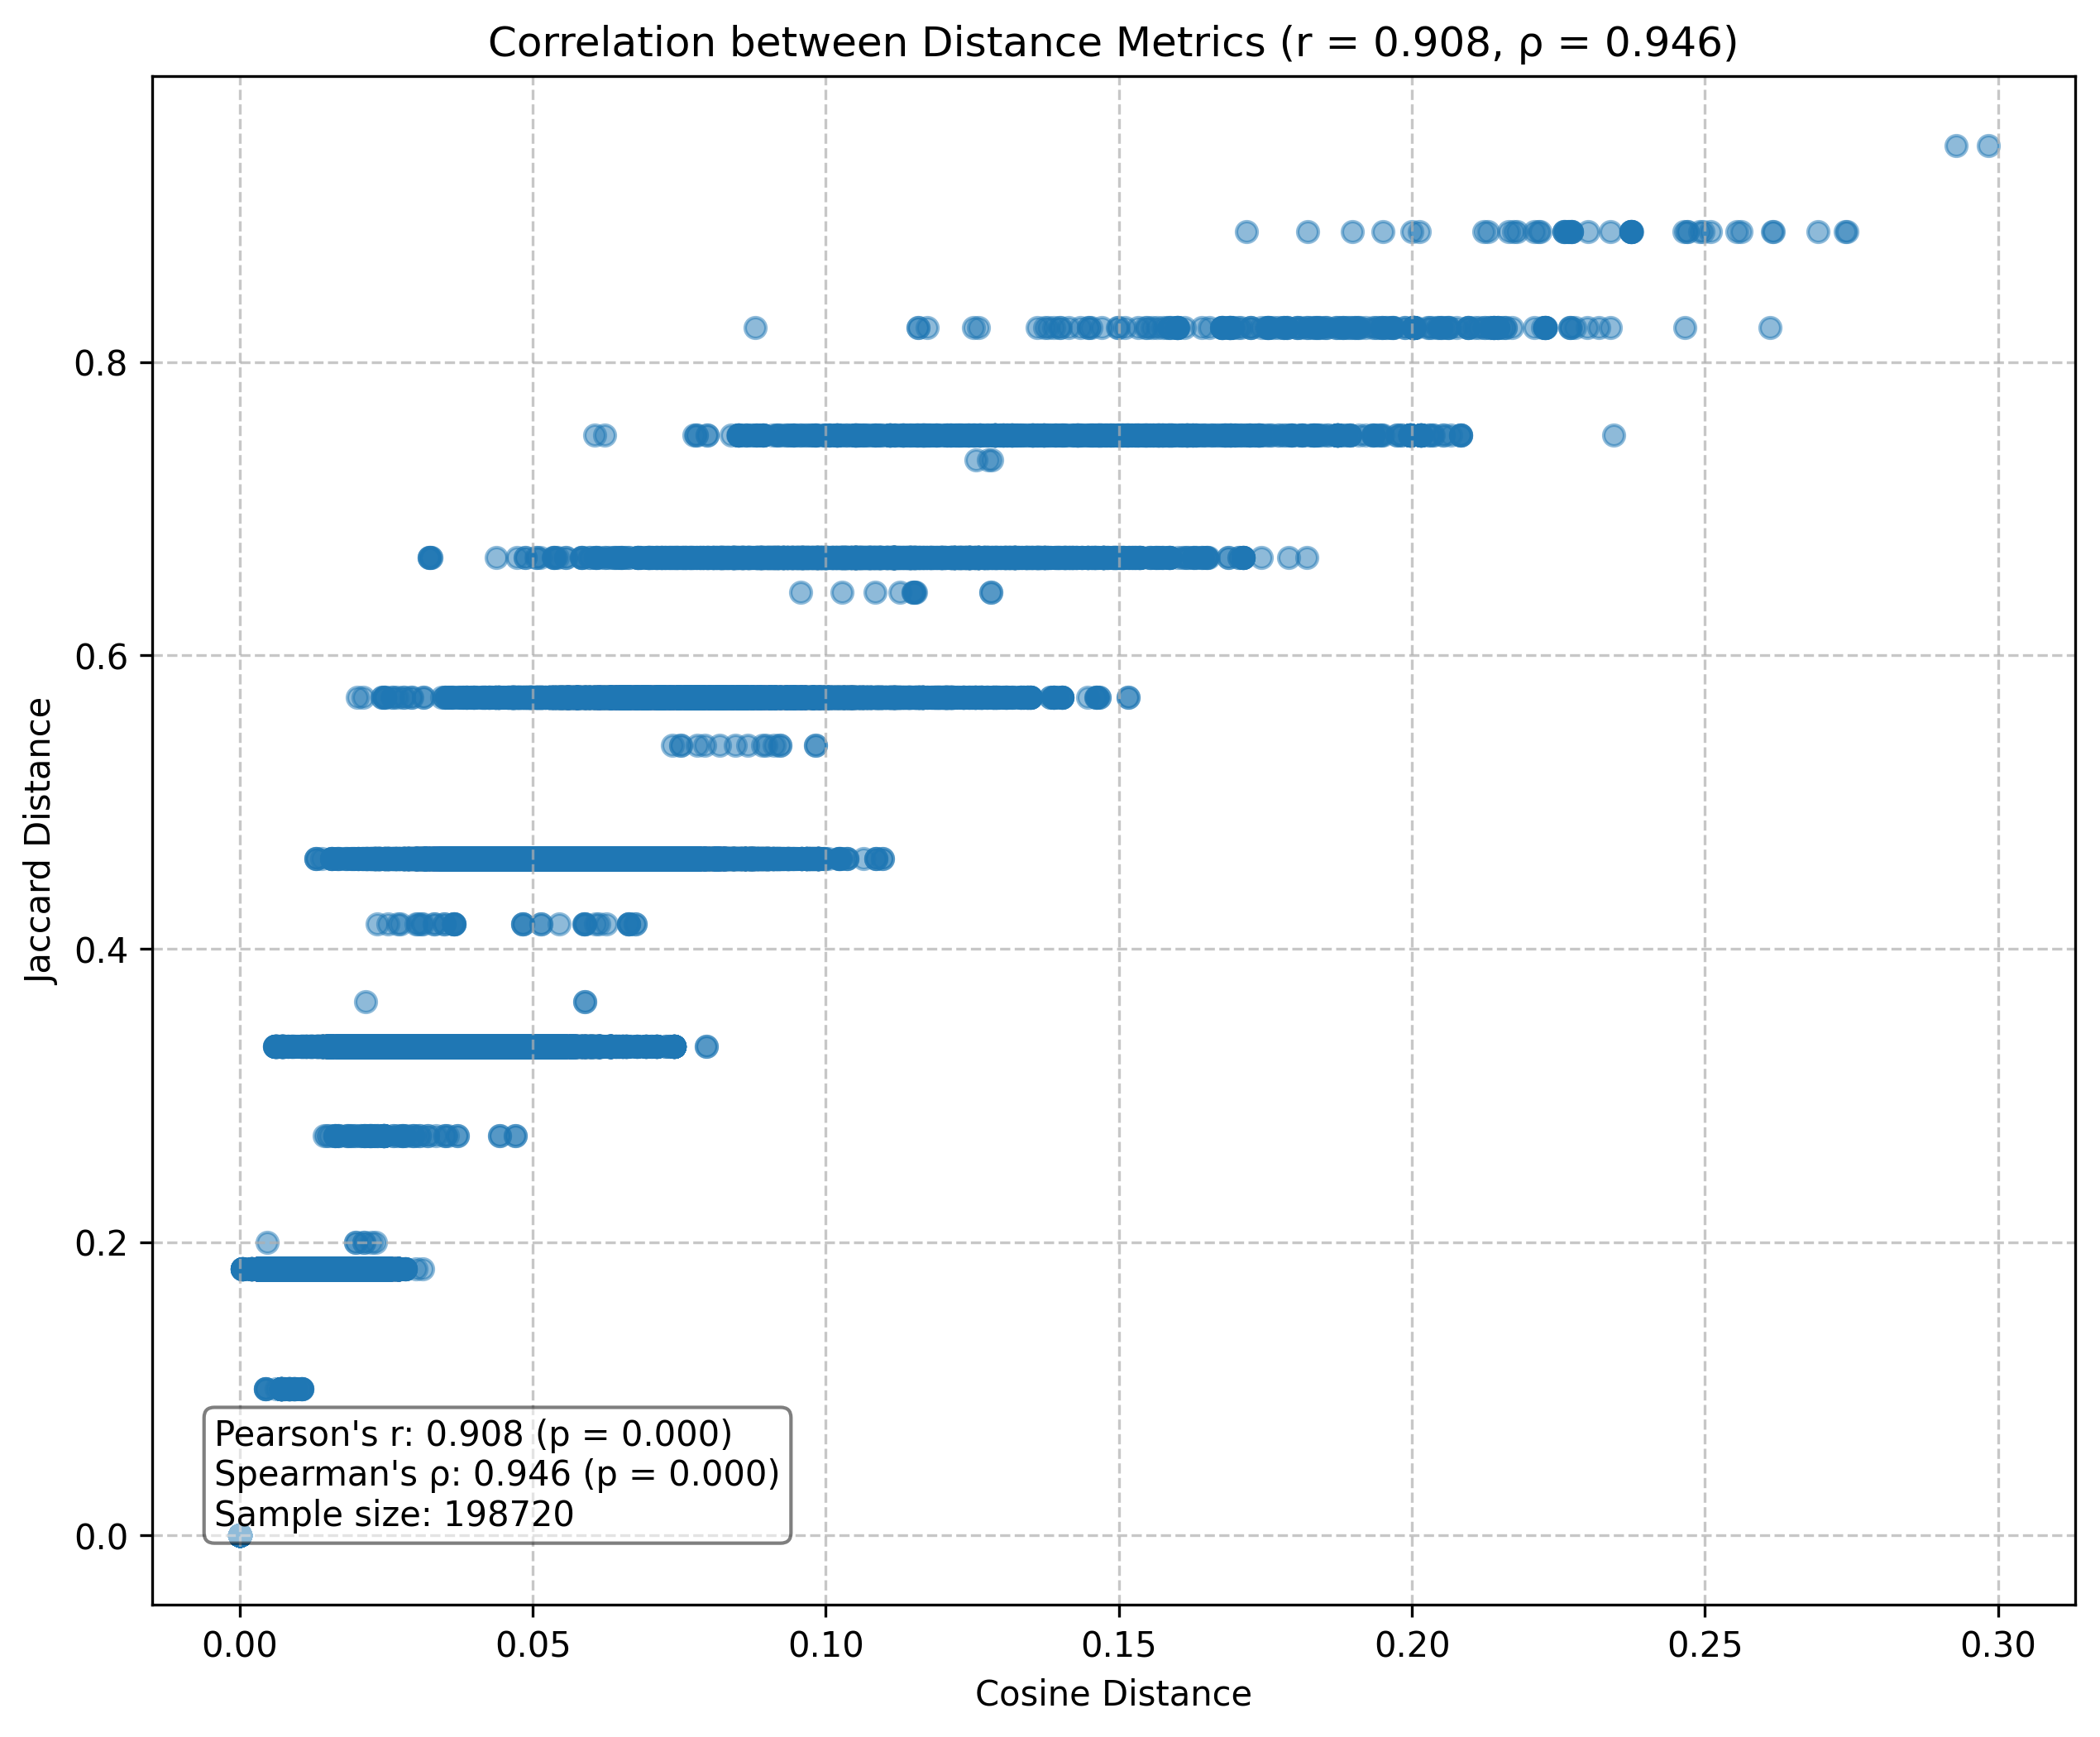 Correlation between Distance Metrics (r = 0.908, ρ = 0.946)
Jaccard Distance
0.8
0.6
0.4
0.2
0.0
Pearson's r: 0.908 (p = 0.000)
Spearman's ρ: 0.946 (p = 0.000)
Sample size: 198720
0.00 0.05 0.10 0.15 0.20 0.25 0.30
Cosine Distance